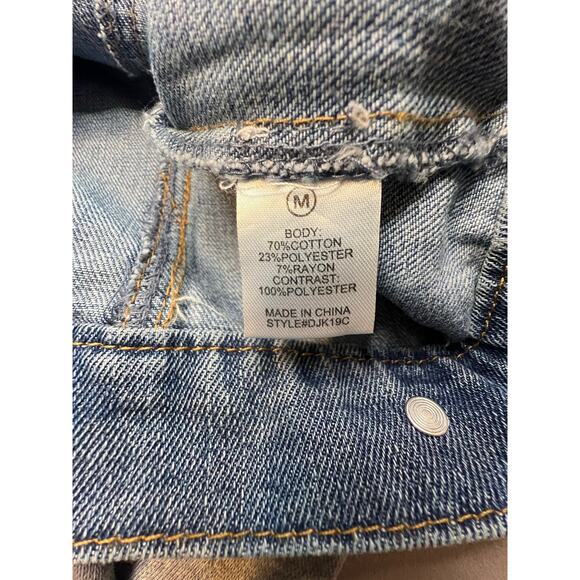 M
BODY:
70%COTTON
23%POLYESTER
7%RAYON
CONTRAST:
100%POLYESTER
MADE IN CHINA
STYLE#DJK19C